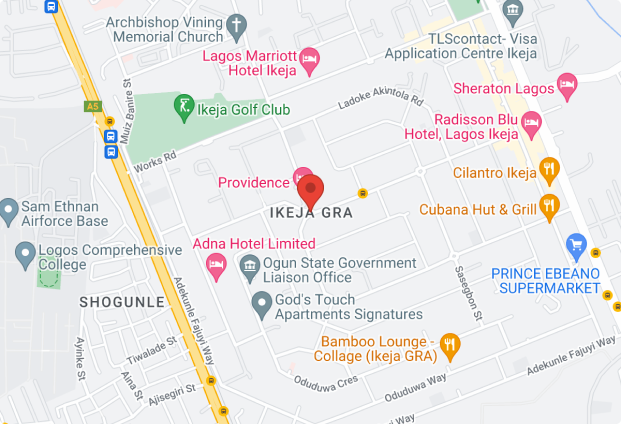 Archbishop Vining
Memorial Church
TLScontact- Visa
Application Centre Ikeja
Lagos Marriott
Hotel Ikeja
Sheraton Lagos
Muiz Banire St
A5
Ikeja Golf Club
Ladoke Akintola Rd
Radisson Blu
Hotel, Lagos Ikeja
Works Rd
Cilantro Ikeja
Providence
Sam Ethnan
Airforce Base
IKEJA GRA
Cubana Hut & Grill
Adna Hotel Limited
Logos Comprehensive
College
Ogun State Government
Liaison Office
PRINCE EBEANO
SUPERMARKET
Sasegbon St
Adekunle Fajuyi Way
SHOGUNLE
God's Touch
Apartments Signatures
Bamboo Lounge -
Collage (Ikeja GRA)
Tiwalade St
Ayinke St
Aina St
Ajisegiri St
Oduduwa Cres
Oduduwa Way
Adekunle Fajuyi Way